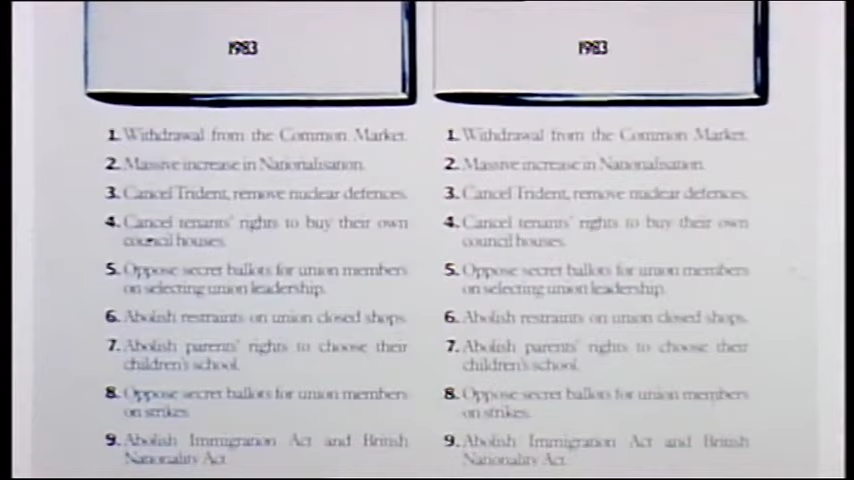 1983
1. Withdrawal from the Common Market.
2. Massive increase in Nationalisation.
3. Cancel Trident, remove nuclear defences.
4. Cancel tenants' rights to buy their own
council houses.
5. Oppose secret ballots for union members
on selecting union leadership.
6. Abolish restraints on union closed shops.
7. Abolish parents' rights to choose their
children's school.
8. Oppose secret ballots for union members
on strikes.
9. Abolish Immigration Act and British
Nationality Act.
1983
1. Withdrawal from the Common Market.
2. Massive increase in Nationalisation.
3. Cancel Trident, remove nuclear defences.
4. Cancel tenants' rights to buy their own
council houses.
5. Oppose secret ballots for union members
on selecting union leadership.
6. Abolish restraints on union closed shops.
7. Abolish parents' rights to choose their
children's school.
8. Oppose secret ballots for union members
on strikes.
9. Abolish Immigration Act and British
Nationality Act.